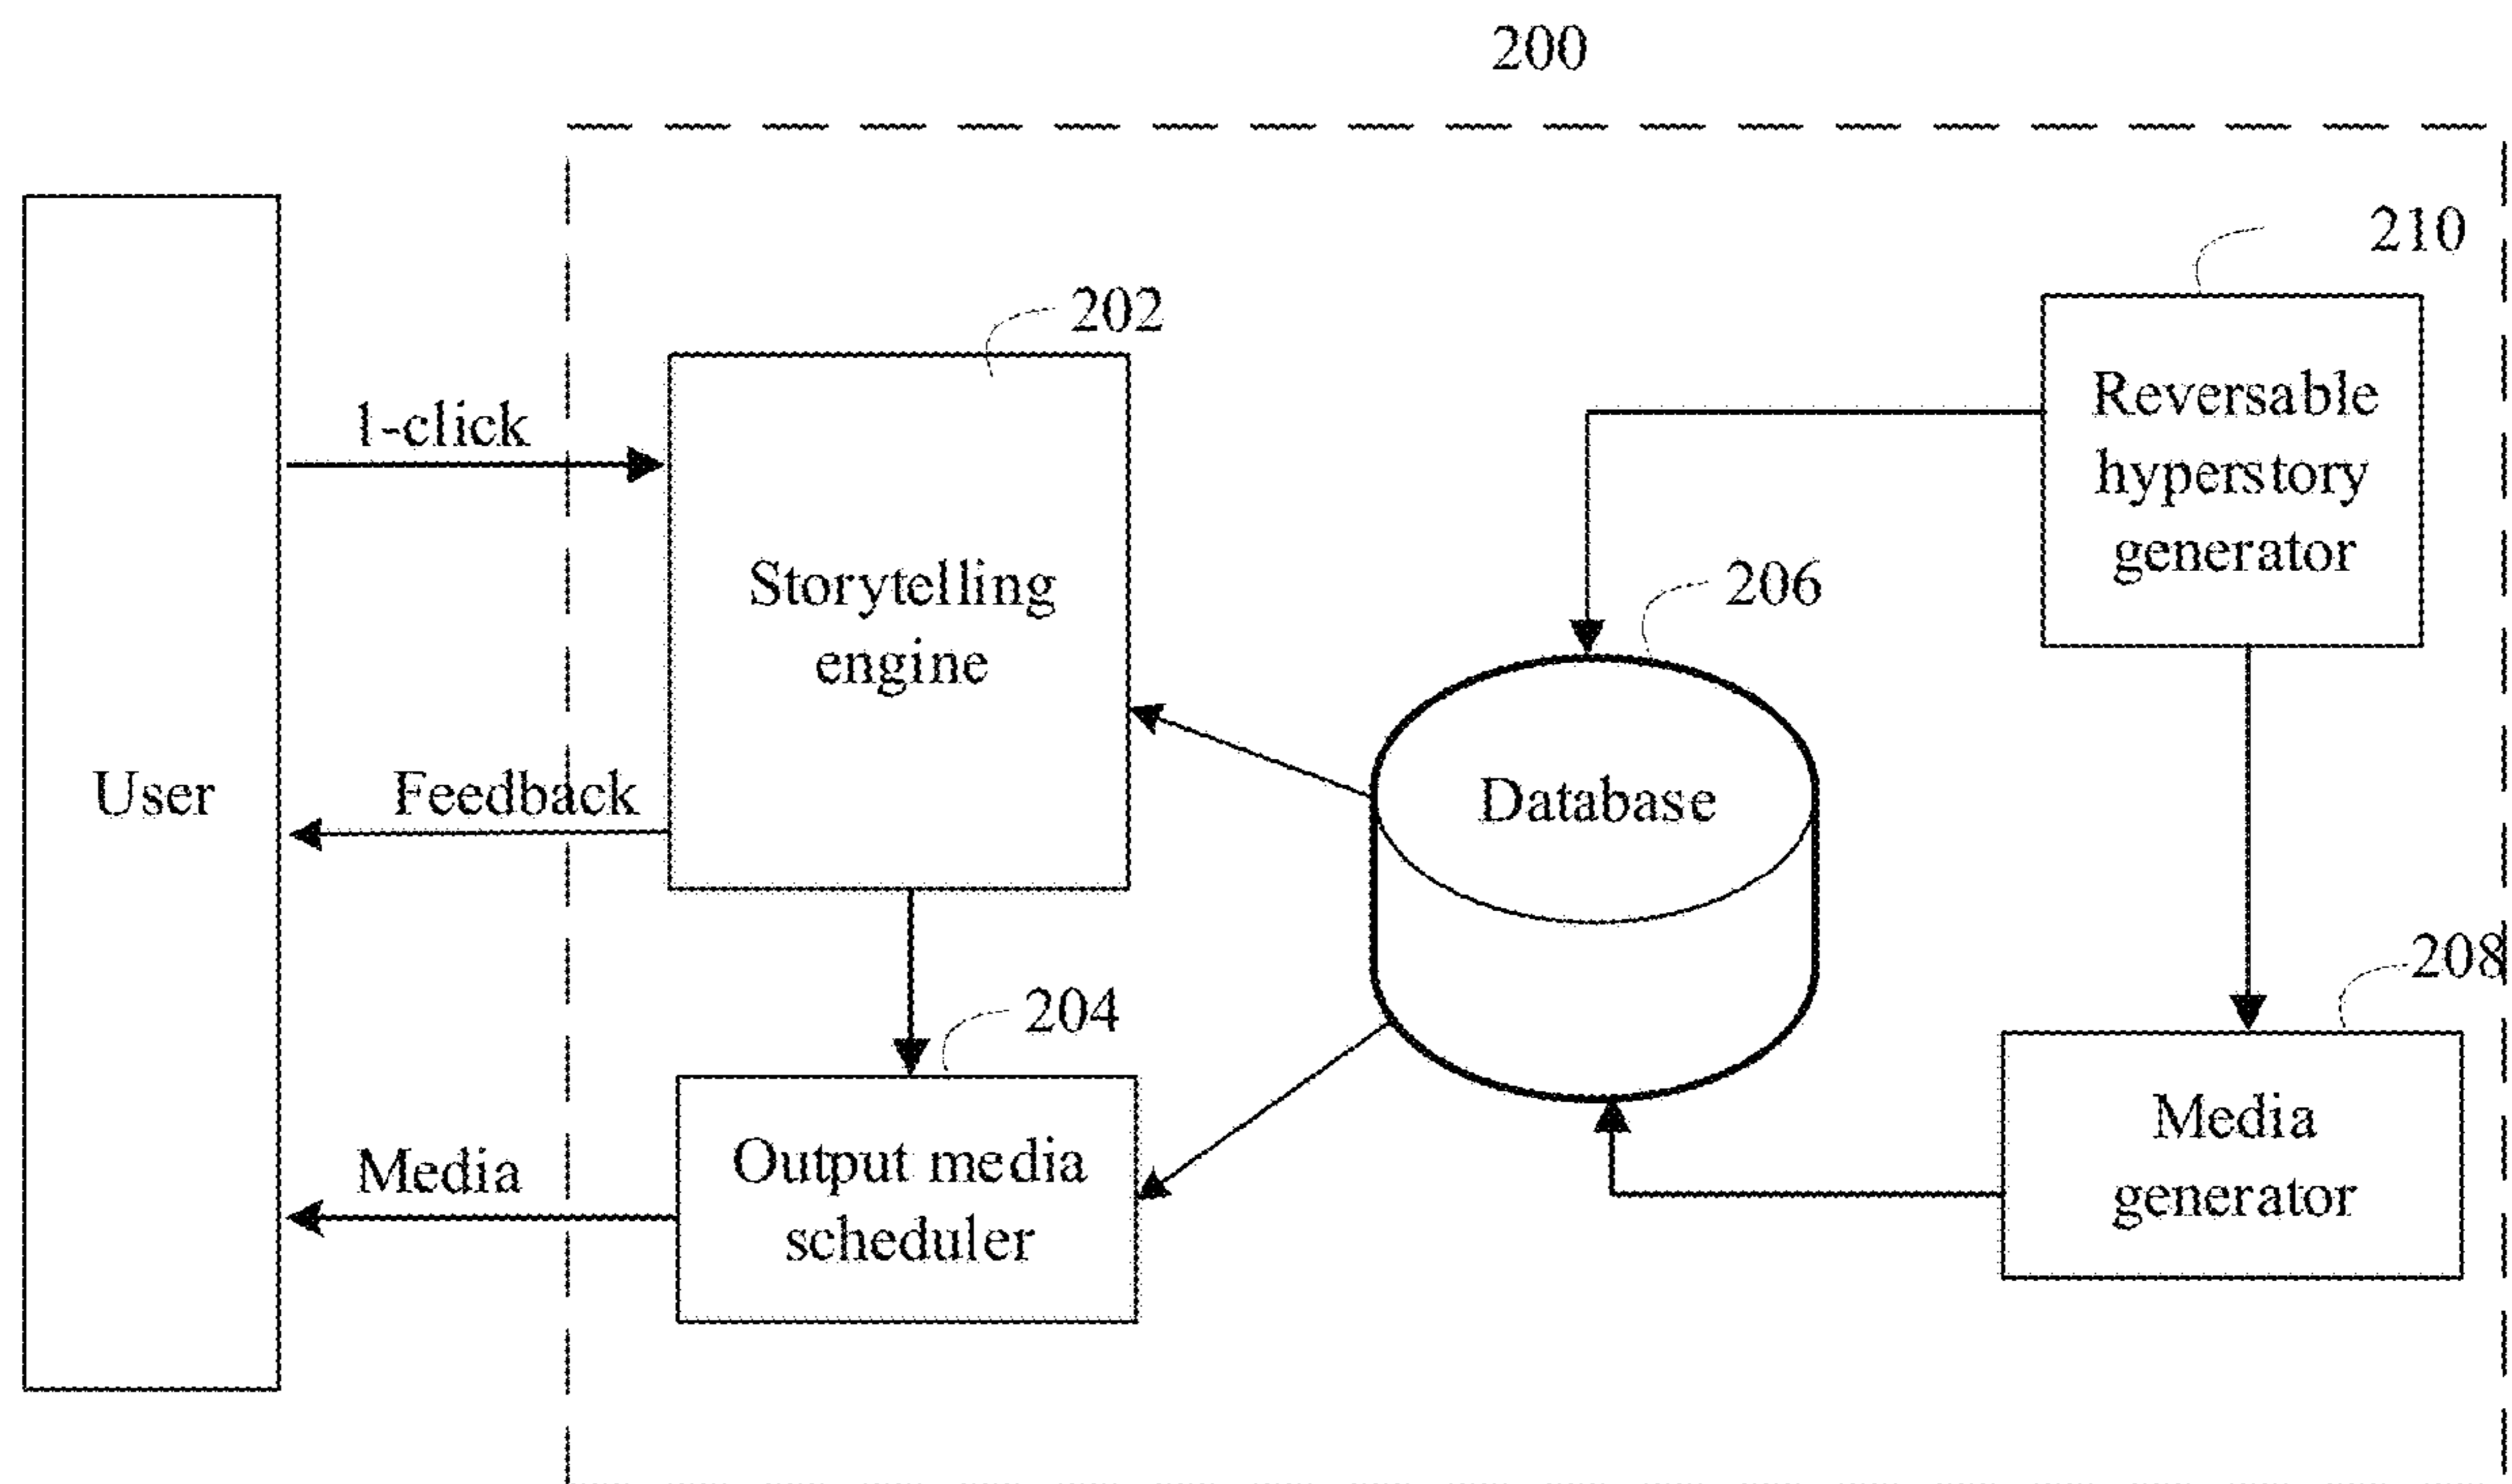 200
210
202
Reversable
hyperstory
generator
1-click
Storytelling
engine
206
User
Feedback
Database
208
204
Media
generator
Output media
scheduler
Media